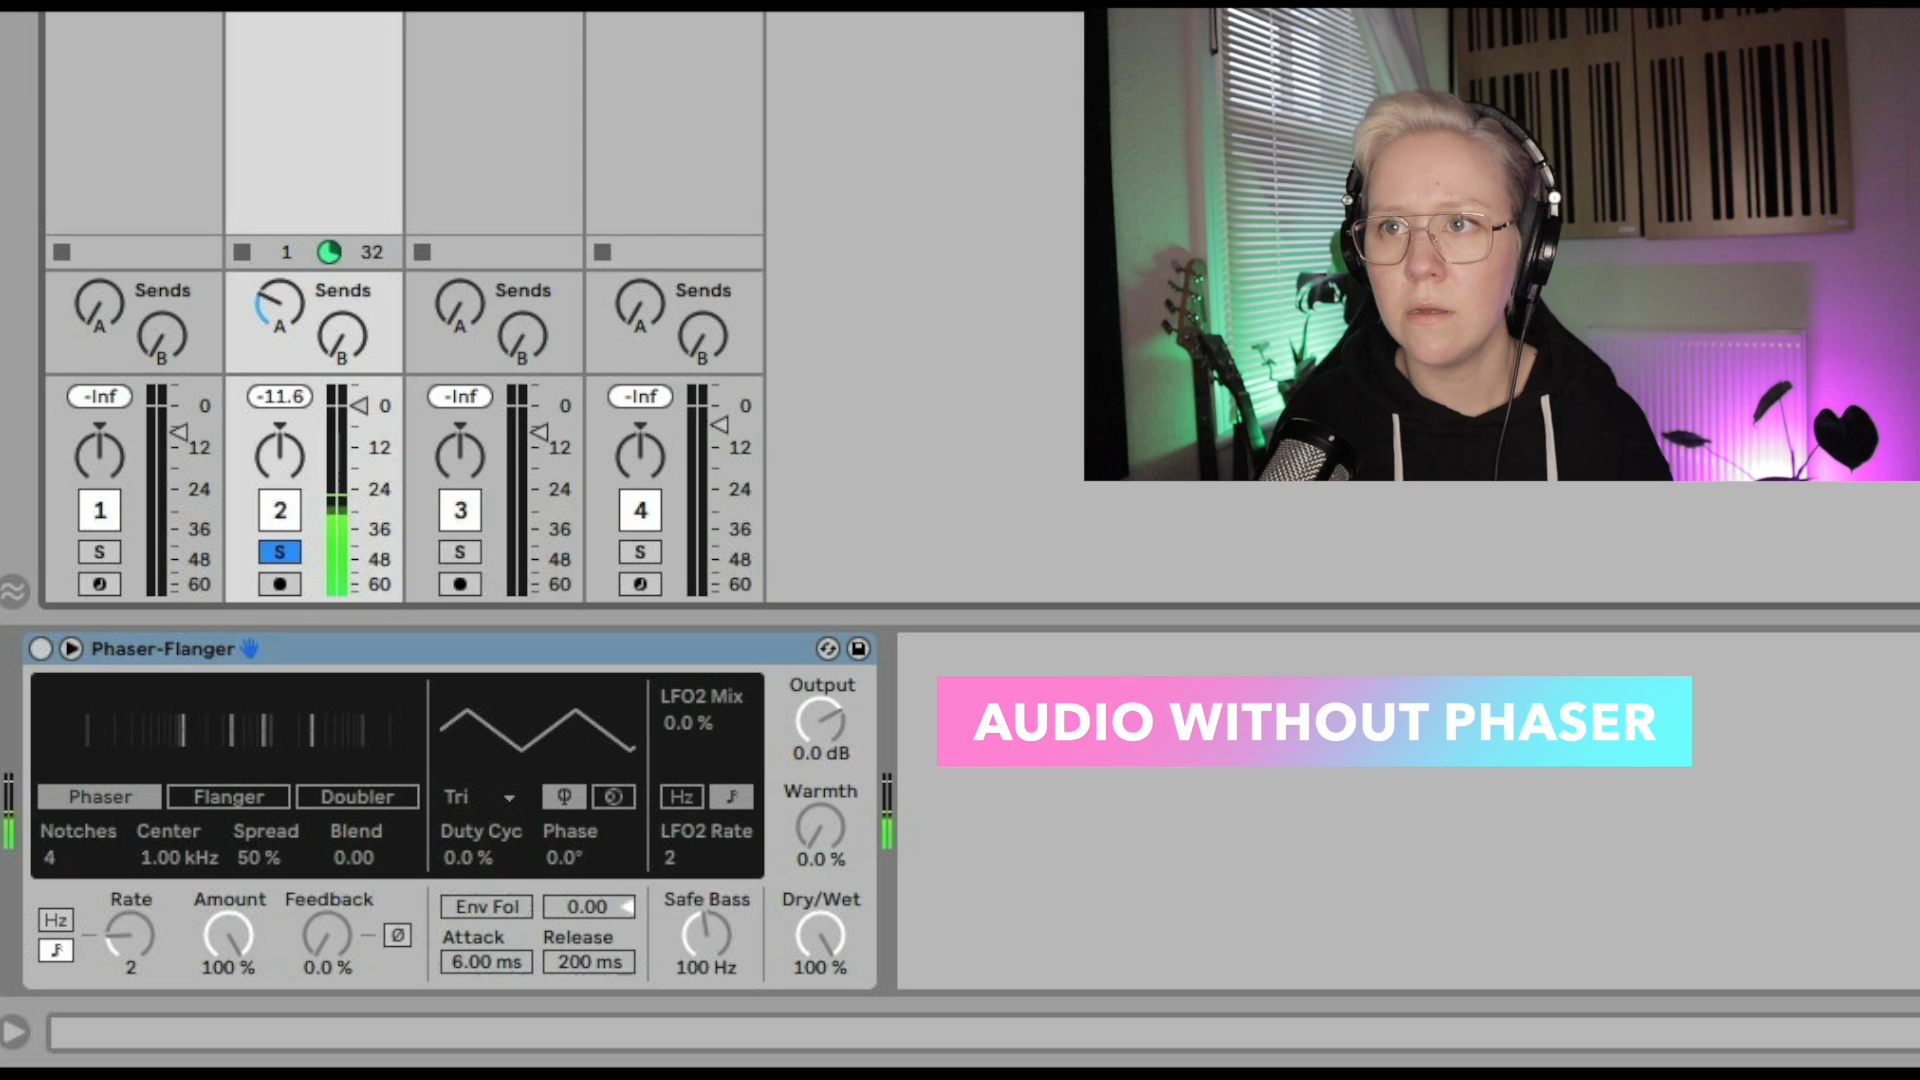 1 32
Sends Sends Sends Sends
A A A A
B B B B
-Inf -11.6 -Inf -Inf
0 0 0 0
12 12 12 12
24 24 24 24
1 2 3 4
36 36 36 36
S S S S
48 48 48 48
60 60 60 60
Phaser-Flanger
Output
0.0 dB
LFO2 Mix
0.0 %
AUDIO WITHOUT PHASER
Phaser Flanger Doubler Tri Hz
Warmth
0.0 %
Notches Center Spread Blend Duty Cyc Phase LFO2 Rate
4 1.00 kHz 50 % 0.00 0.0 % 0.0° 2
Rate Amount Feedback Env Fol 0.00 Safe Bass Dry/Wet
Hz Ø
Attack Release
6.00 ms 200 ms
2 100 % 0.0 % 100 Hz 100 %